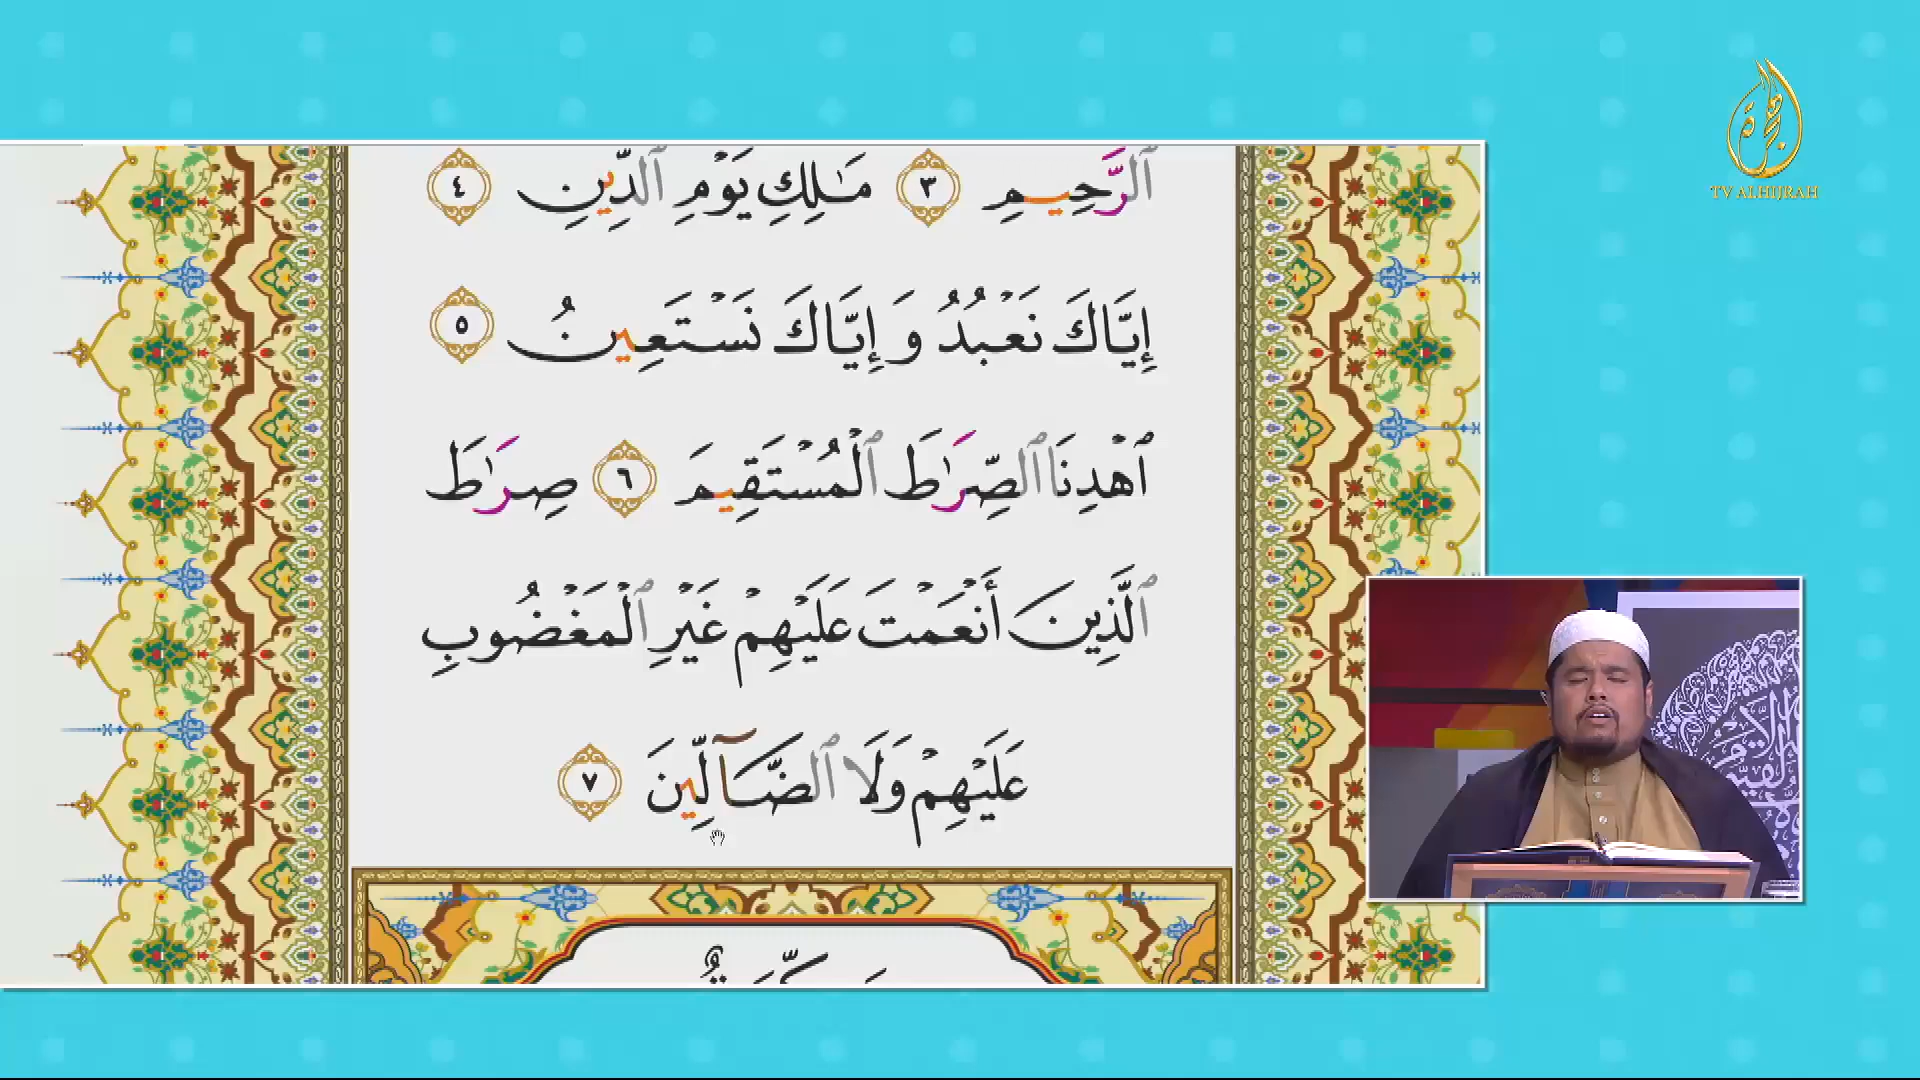 ٱلرَّحِيمِ ٣ مَـٰلِكِ يَوْمِ ٱلدِّينِ ٤
إِيَّاكَ نَعْبُدُ وَإِيَّاكَ نَسْتَعِينُ ٥
ٱهْدِنَا ٱلصِّرَٰطَ ٱلْمُسْتَقِيمَ ٦ صِرَٰطَ
ٱلَّذِينَ أَنْعَمْتَ عَلَيْهِمْ غَيْرِ ٱلْمَغْضُوبِ
عَلَيْهِمْ وَلَا ٱلضَّآلِّينَ ٧
الهجرة
TV ALHIJRAH